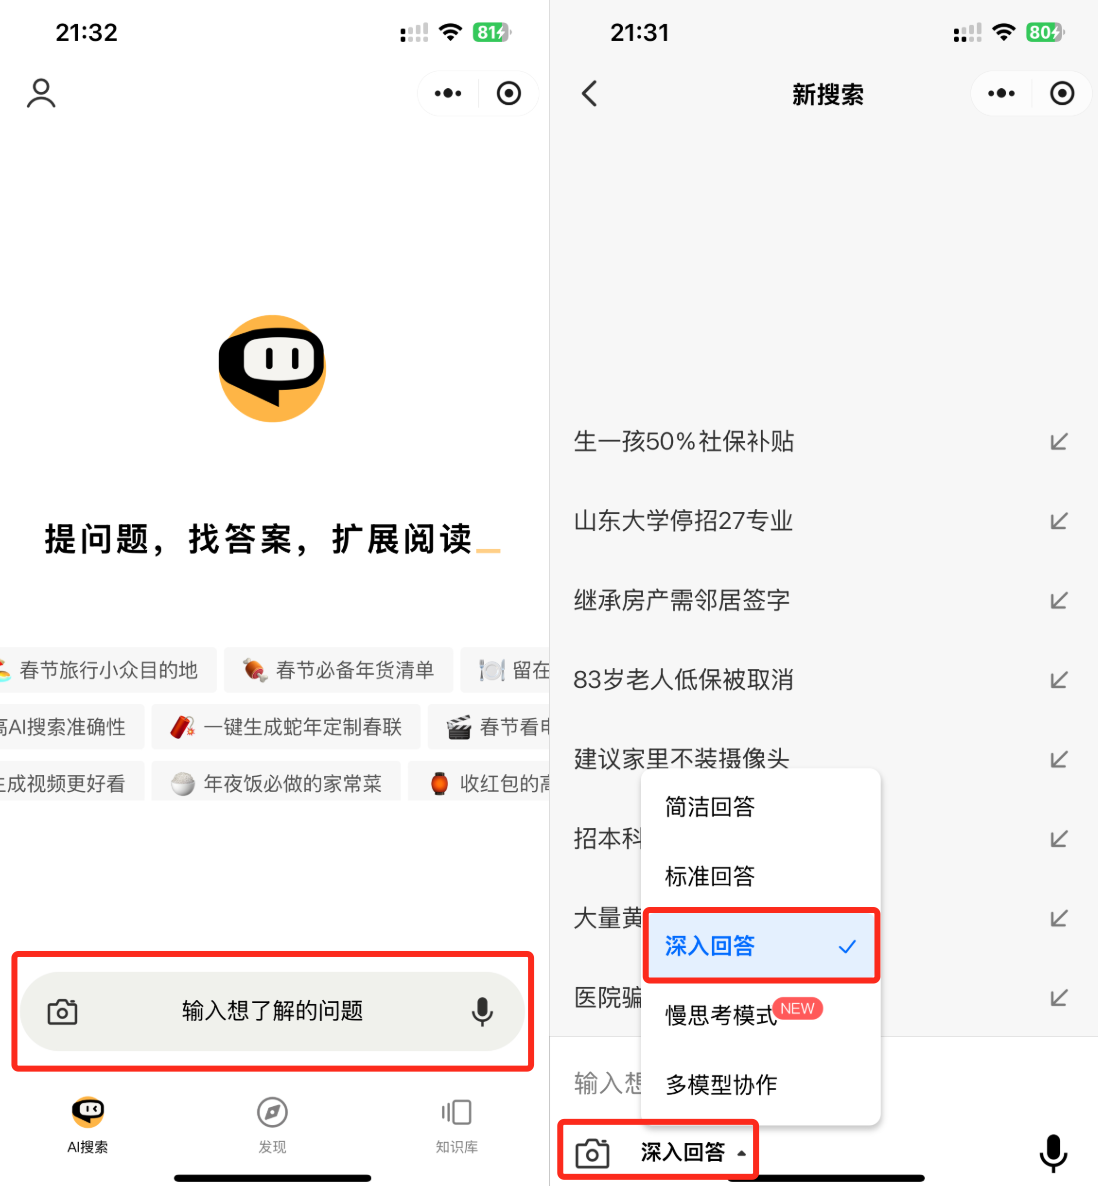 21:32
81
提问题，找答案，扩展阅读_
春节旅行小众目的地
春节必备年货清单
留在
高AI搜索准确性
一键生成蛇年定制春联
春节看电
生成视频更好看
年夜饭必做的家常菜
收红包的高
输入想了解的问题
AI搜索
发现
知识库
21:31
80
新搜索
生一孩50%社保补贴
山东大学停招27专业
继承房产需邻居签字
83岁老人低保被取消
建议家里不装摄像头
招本科
大量黄
医院骗
简洁回答
标准回答
深入回答
慢思考模式
NEW
多模型协作
输入想
深入回答